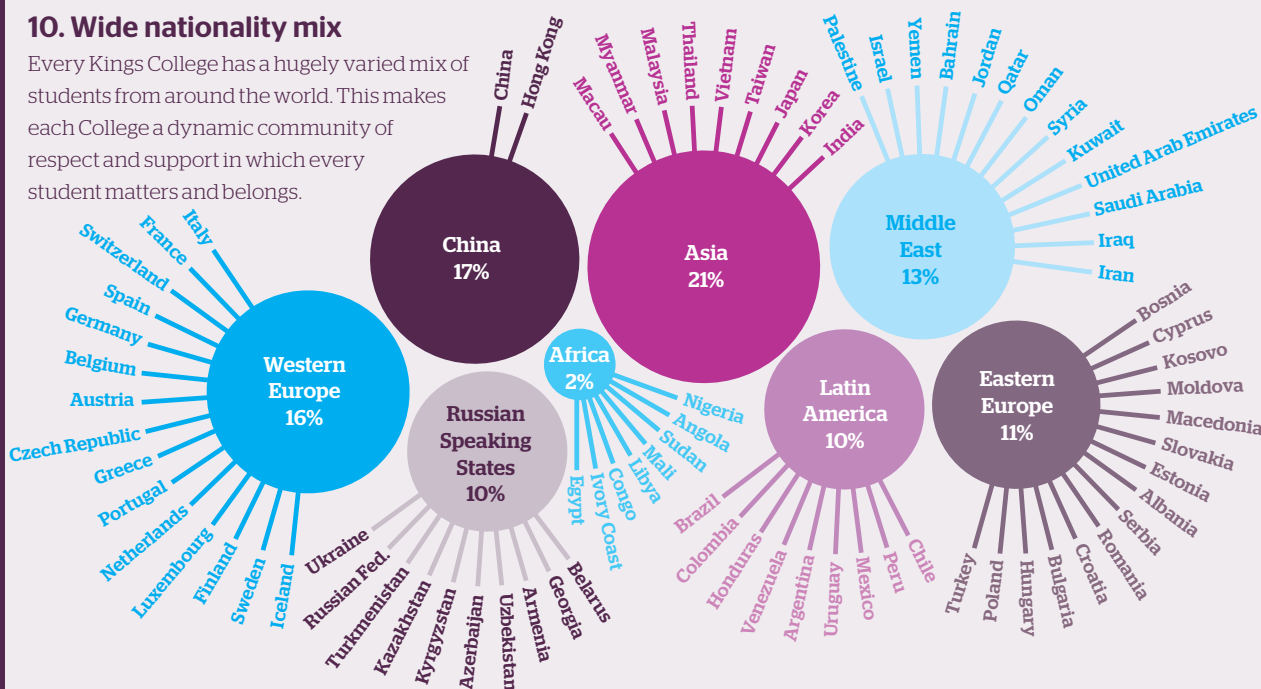 10. Wide nationality mix
Every Kings College has a hugely varied mix of
students from around the world. This makes
each College a dynamic community of
respect and support in which every
student matters and belongs.
China
17%
China
Hong Kong
Asia
21%
Macau
Myanmar
Malaysia
Thailand
Vietnam
Taiwan
Japan
Korea
India
Middle
East
13%
Palestine
Israel
Yemen
Bahrain
Jordan
Qatar
Oman
Syria
Kuwait
United Arab Emirates
Saudi Arabia
Iraq
Iran
Western
Europe
16%
Italy
France
Switzerland
Spain
Germany
Belgium
Austria
Czech Republic
Greece
Portugal
Netherlands
Luxembourg
Finland
Sweden
Iceland
Russian
Speaking
States
10%
Ukraine
Russian Fed.
Turkmenistan
Kazakhstan
Kyrgyzstan
Azerbaijan
Uzbekistan
Armenia
Georgia
Belarus
Africa
2%
Nigeria
Angola
Sudan
Mali
Libya
Congo
Ivory Coast
Egypt
Latin
America
10%
Brazil
Colombia
Honduras
Venezuela
Argentina
Uruguay
Mexico
Peru
Chile
Eastern
Europe
11%
Bosnia
Cyprus
Kosovo
Moldova
Macedonia
Slovakia
Estonia
Albania
Serbia
Romania
Croatia
Bulgaria
Hungary
Poland
Turkey